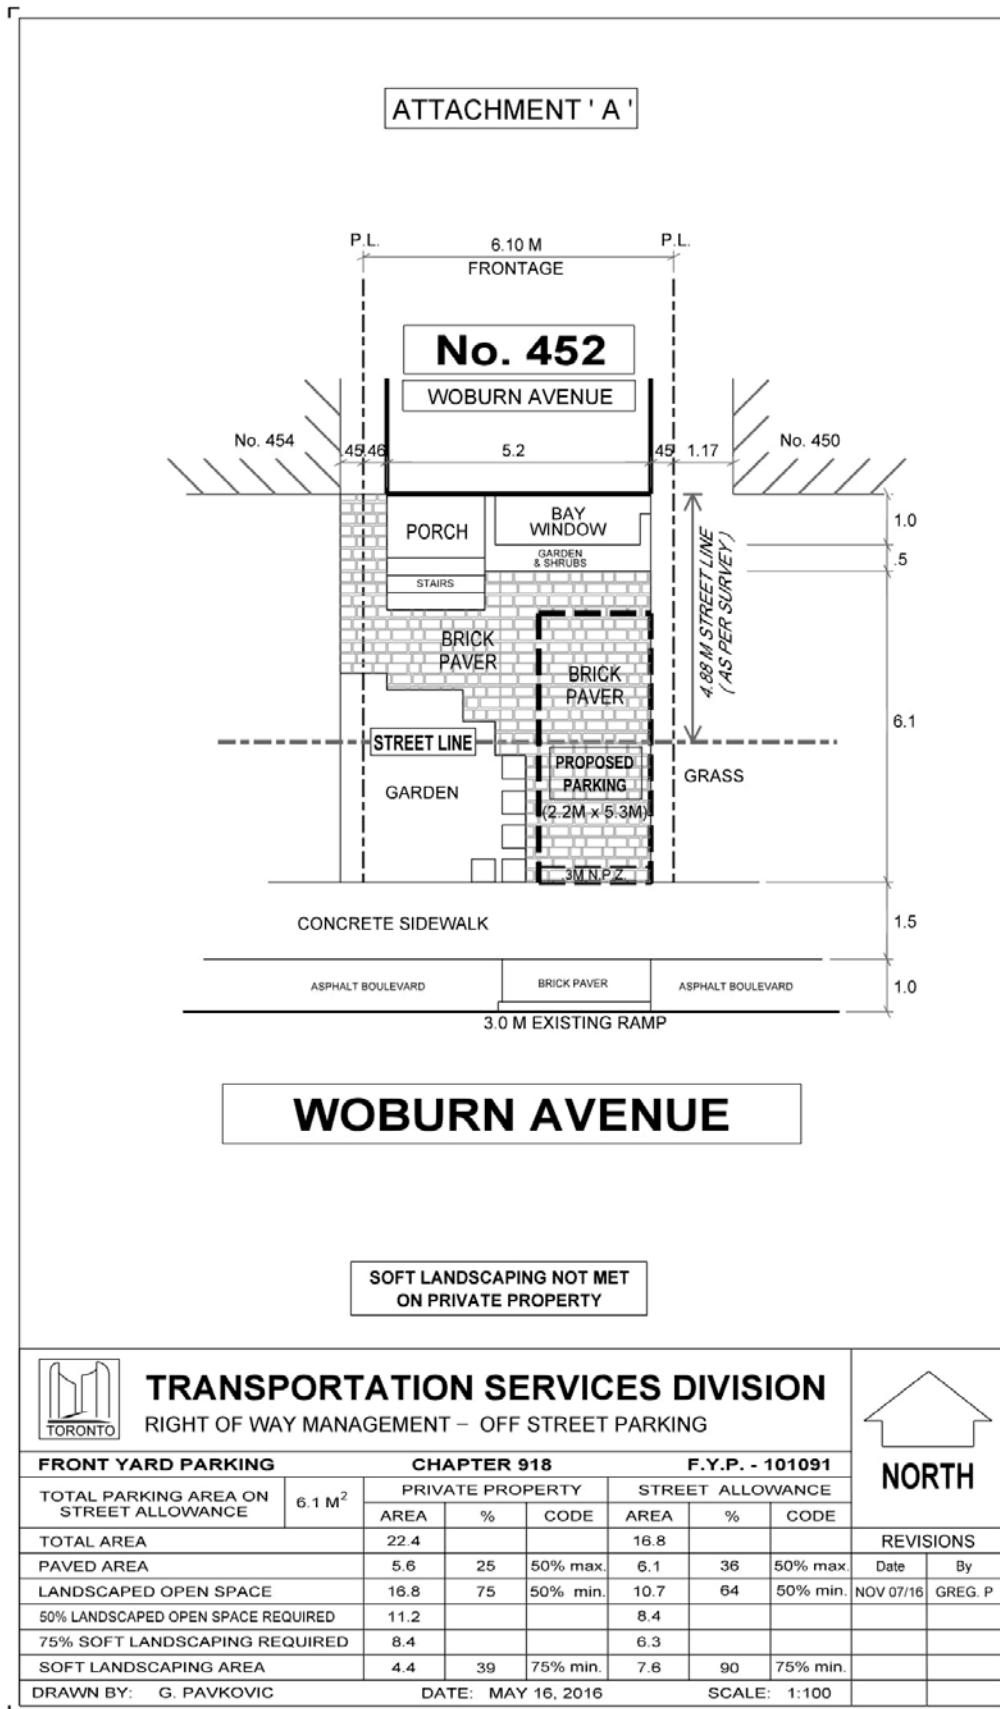 ATTACHMENT ' A '
P.L.
6.10 M
P.L.
FRONTAGE
No. 452
WOBURN AVENUE
No. 454
.45
.46
5.2
.45
1.17
No. 450
PORCH
BAY
WINDOW
GARDEN
& SHRUBS
STAIRS
4.88 M STREET LINE
( AS PER SURVEY )
1.0
.5
BRICK
PAVER
BRICK
PAVER
6.1
STREET LINE
PROPOSED
PARKING
(2.2M x 5.3M)
GRASS
GARDEN
.3M N.P.Z.
CONCRETE SIDEWALK
1.5
ASPHALT BOULEVARD
BRICK PAVER
ASPHALT BOULEVARD
1.0
3.0 M EXISTING RAMP
WOBURN AVENUE
SOFT LANDSCAPING NOT MET
ON PRIVATE PROPERTY
TORONTO
TRANSPORTATION SERVICES DIVISION
RIGHT OF WAY MANAGEMENT – OFF STREET PARKING
NORTH
FRONT YARD PARKING CHAPTER 918 F.Y.P. - 101091
TOTAL PARKING AREA ON
STREET ALLOWANCE
6.1 M²
PRIVATE PROPERTY STREET ALLOWANCE
AREA % CODE AREA % CODE
TOTAL AREA 22.4 16.8 REVISIONS
PAVED AREA 5.6 25 50% max. 6.1 36 50% max. Date By
LANDSCAPED OPEN SPACE 16.8 75 50% min. 10.7 64 50% min. NOV 07/16 GREG. P
50% LANDSCAPED OPEN SPACE REQUIRED 11.2 8.4
75% SOFT LANDSCAPING REQUIRED 8.4 6.3
SOFT LANDSCAPING AREA 4.4 39 75% min. 7.6 90 75% min.
DRAWN BY: G. PAVKOVIC DATE: MAY 16, 2016 SCALE: 1:100